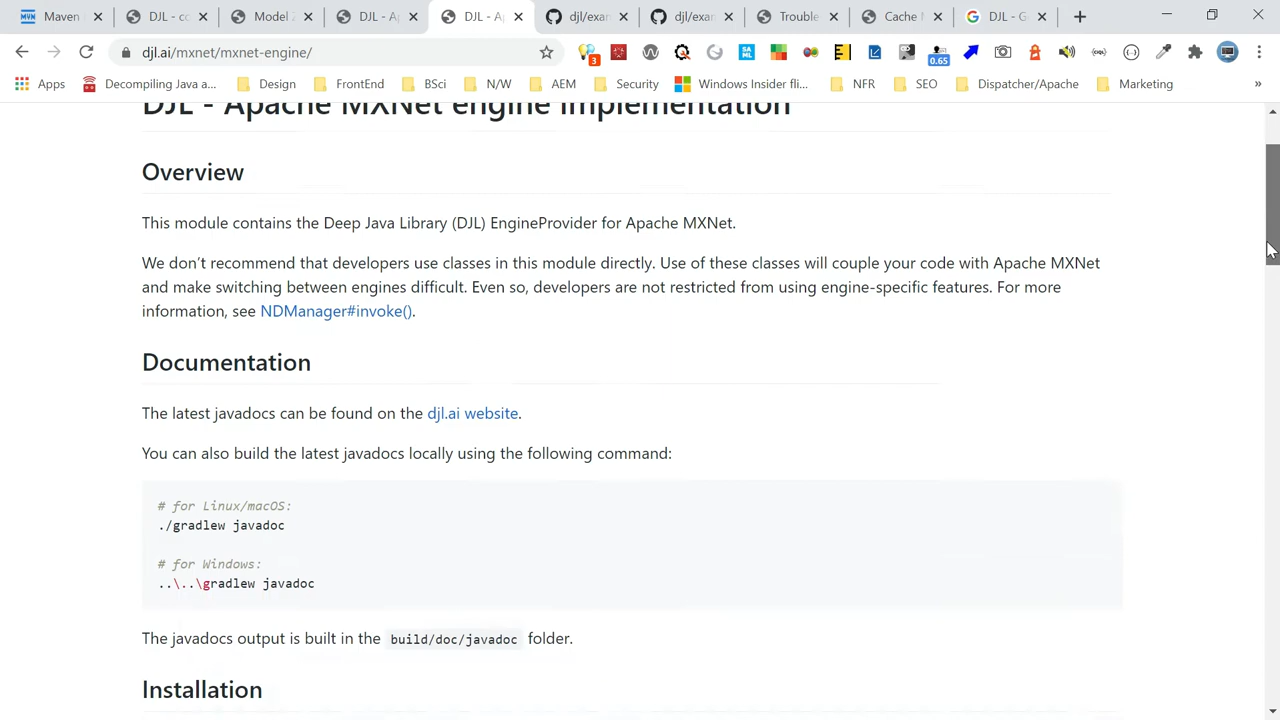 Maven
DJL - co
Model
DJL - A
DJL - A
djl/exa
djl/exa
Trouble
Cache
DJL - G
djl.ai/mxnet/mxnet-engine/
3
SA
ML
0.65
Apps
Decompiling Java a...
Design
FrontEnd
BSci
N/W
AEM
Security
Windows Insider fli...
NFR
SEO
Dispatcher/Apache
Marketing
»
DJL - Apache MXNet engine implementation
Overview
This module contains the Deep Java Library (DJL) EngineProvider for Apache MXNet.
We don't recommend that developers use classes in this module directly. Use of these classes will couple your code with Apache MXNet
and make switching between engines difficult. Even so, developers are not restricted from using engine-specific features. For more
information, see NDManager#invoke().
Documentation
The latest javadocs can be found on the djl.ai website.
You can also build the latest javadocs locally using the following command:
# for Linux/macOS:
./gradlew javadoc
# for Windows:
..\..\gradlew javadoc
The javadocs output is built in the build/doc/javadoc folder.
Installation